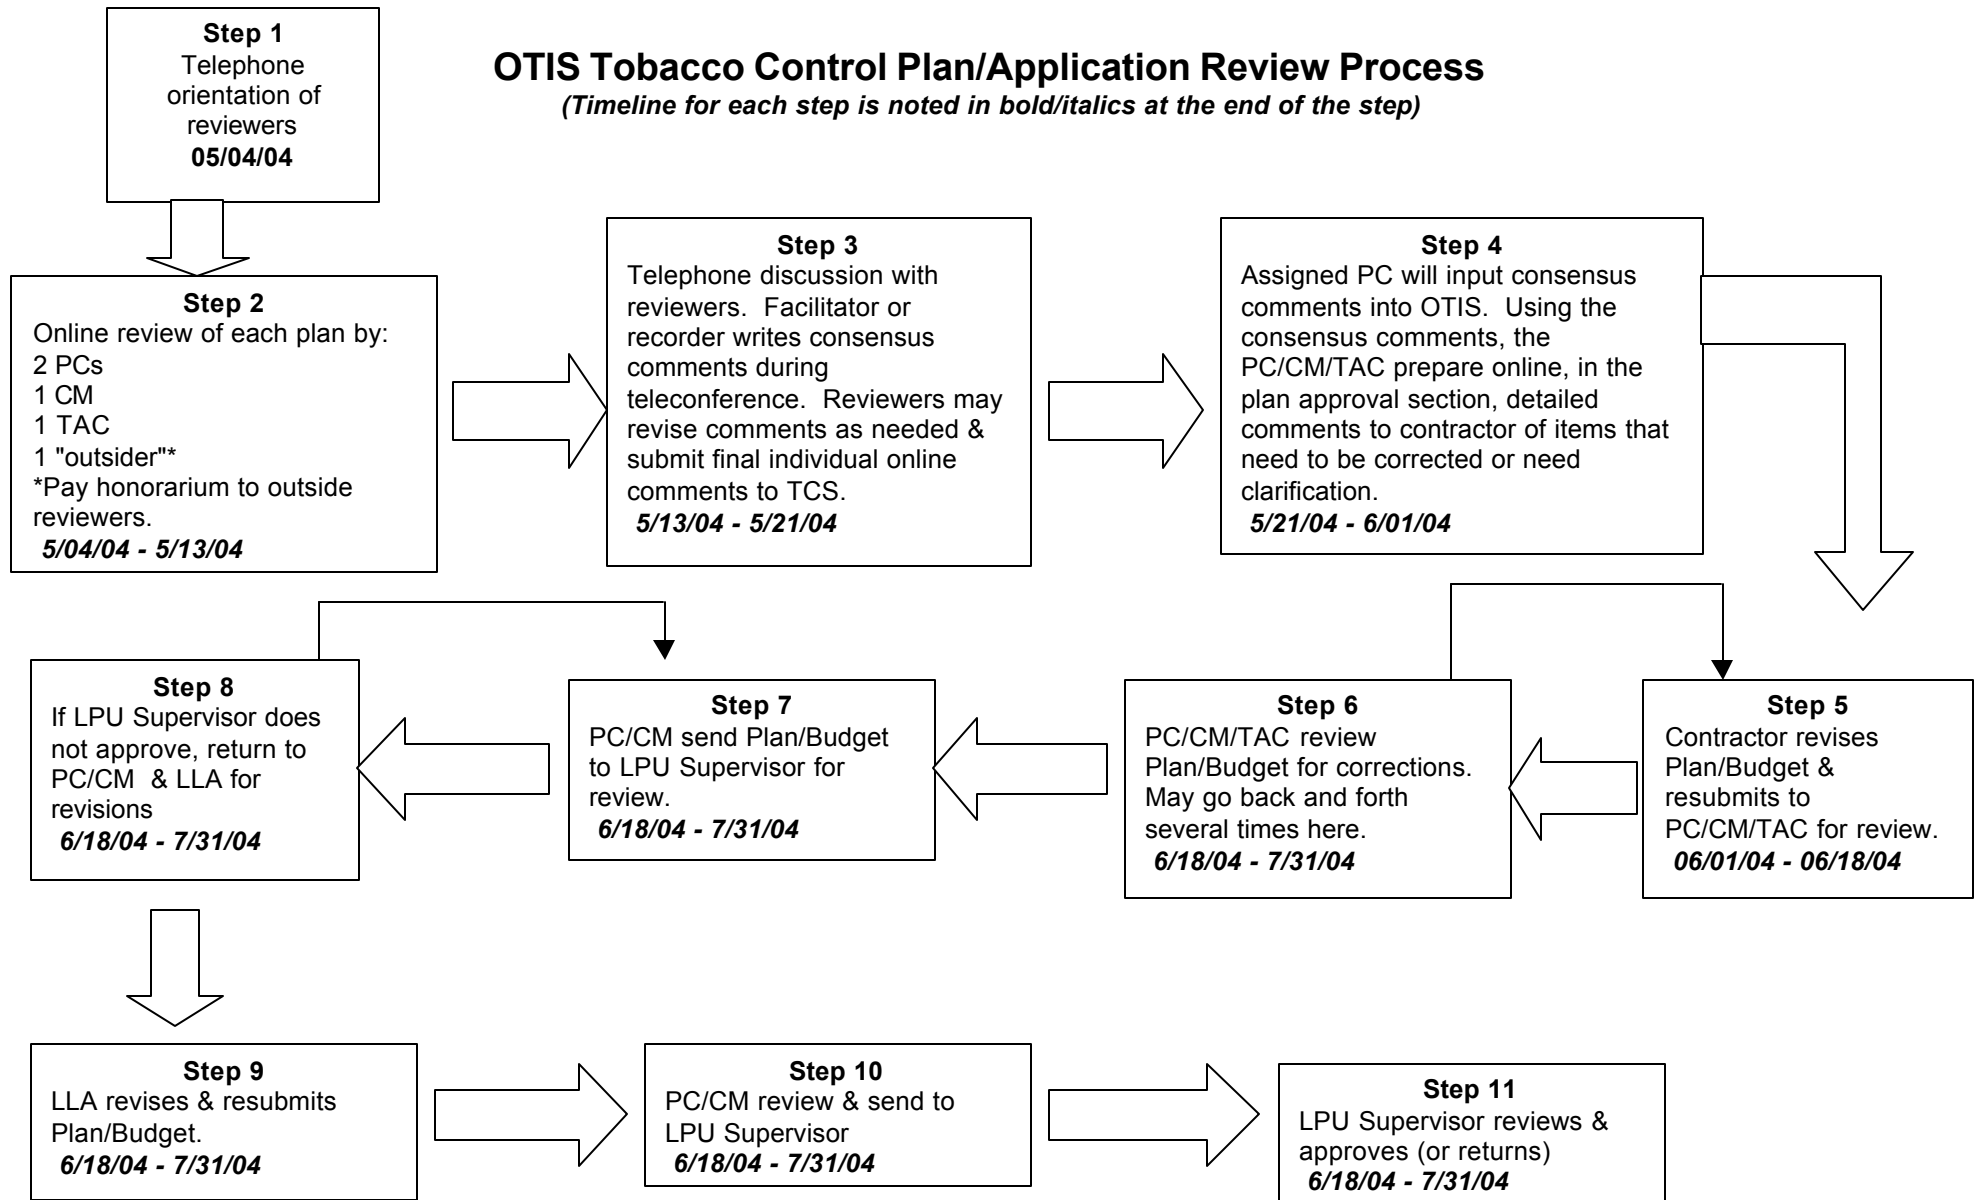 OTIS Tobacco Control Plan/Application Review Process
(Timeline for each step is noted in bold/italics at the end of the step)
Step 1
Telephone
orientation of
reviewers
05/04/04
Step 2
Online review of each plan by:
2 PCs
1 CM
1 TAC
1 "outsider"*
*Pay honorarium to outside
reviewers.
5/04/04 - 5/13/04
Step 3
Telephone discussion with
reviewers. Facilitator or
recorder writes consensus
comments during
teleconference. Reviewers may
revise comments as needed &
submit final individual online
comments to TCS.
5/13/04 - 5/21/04
Step 4
Assigned PC will input consensus
comments into OTIS. Using the
consensus comments, the
PC/CM/TAC prepare online, in the
plan approval section, detailed
comments to contractor of items that
need to be corrected or need
clarification.
5/21/04 - 6/01/04
Step 5
Contractor revises
Plan/Budget &
resubmits to
PC/CM/TAC for review.
06/01/04 - 06/18/04
Step 6
PC/CM/TAC review
Plan/Budget for corrections.
May go back and forth
several times here.
6/18/04 - 7/31/04
Step 7
PC/CM send Plan/Budget
to LPU Supervisor for
review.
6/18/04 - 7/31/04
Step 8
If LPU Supervisor does
not approve, return to
PC/CM & LLA for
revisions
6/18/04 - 7/31/04
Step 9
LLA revises & resubmits
Plan/Budget.
6/18/04 - 7/31/04
Step 10
PC/CM review & send to
LPU Supervisor
6/18/04 - 7/31/04
Step 11
LPU Supervisor reviews &
approves (or returns)
6/18/04 - 7/31/04